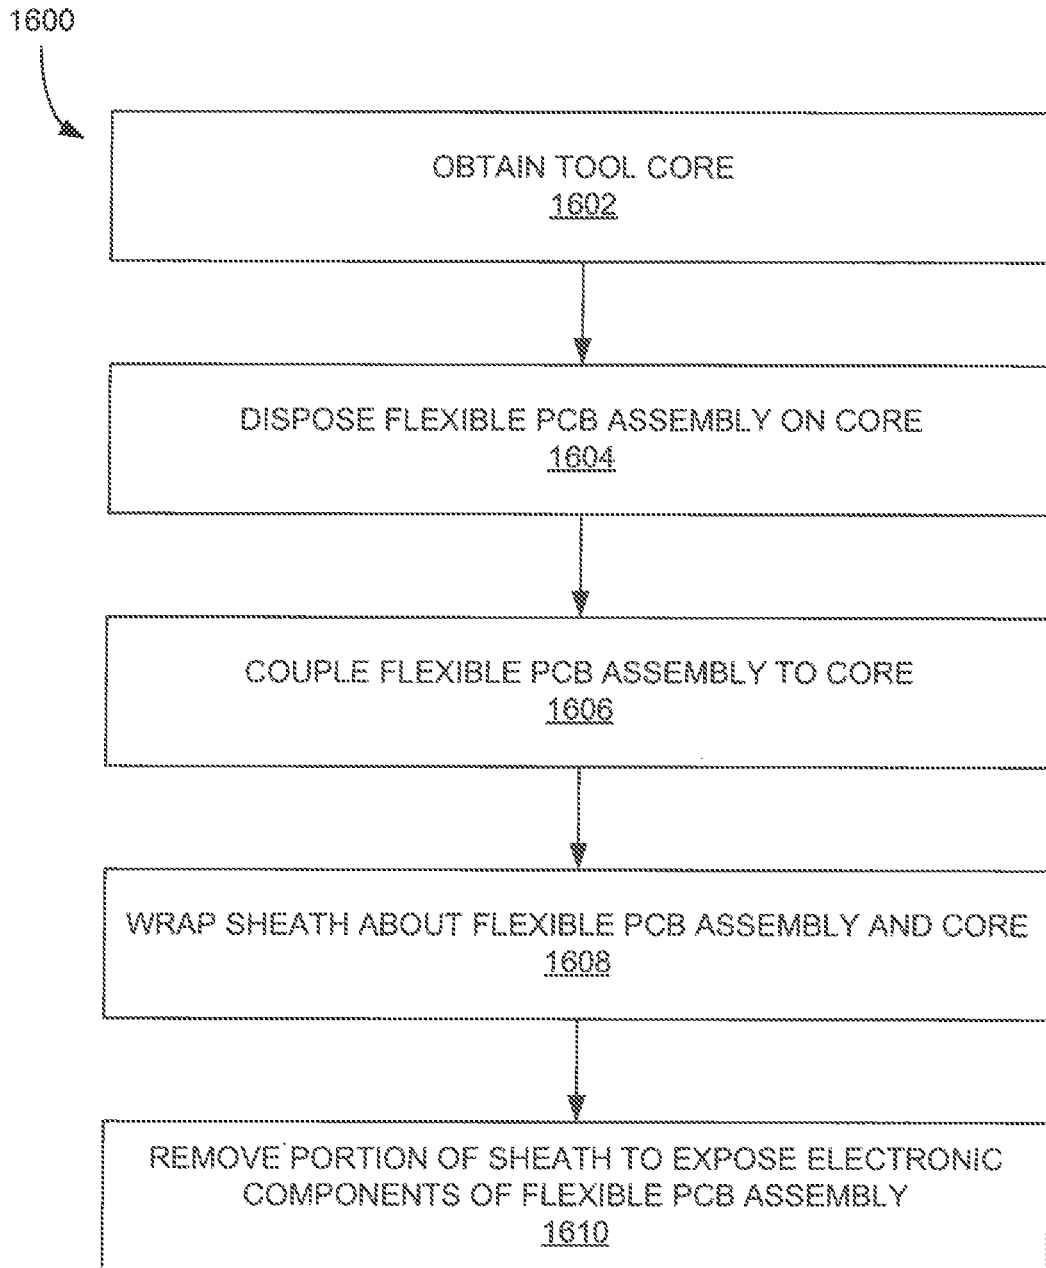 1600
OBTAIN TOOL CORE
1602
DISPOSE FLEXIBLE PCB ASSEMBLY ON CORE
1604
COUPLE FLEXIBLE PCB ASSEMBLY TO CORE
1606
WRAP SHEATH ABOUT FLEXIBLE PCB ASSEMBLY AND CORE
1608
REMOVE PORTION OF SHEATH TO EXPOSE ELECTRONIC
COMPONENTS OF FLEXIBLE PCB ASSEMBLY
1610